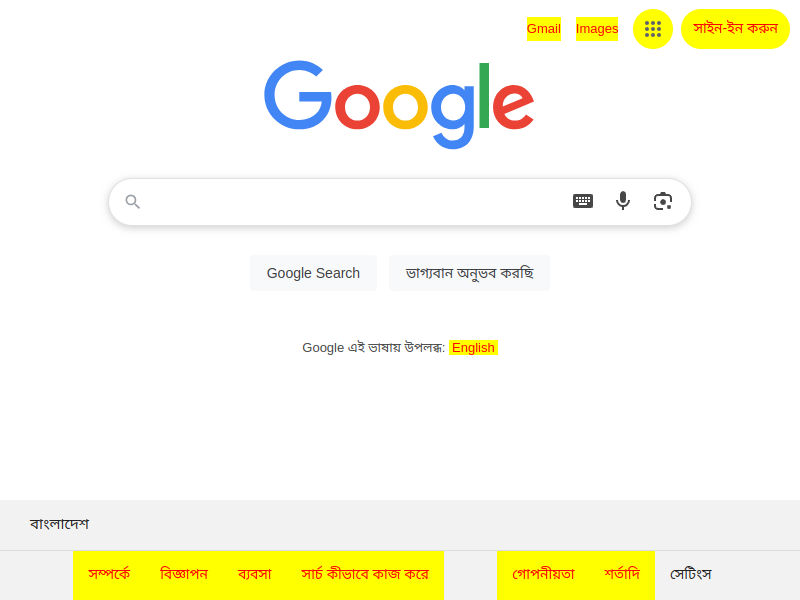 Gmail Images সাইন-ইন করুন
Google
Google Search ভাগ্যবান অনুভব করছি
Google এই ভাষায় উপলব্ধ: English
বাংলাদেশ
সম্পর্কে বিজ্ঞাপন ব্যবসা সার্চ কীভাবে কাজ করে গোপনীয়তা শর্তাদি সেটিংস